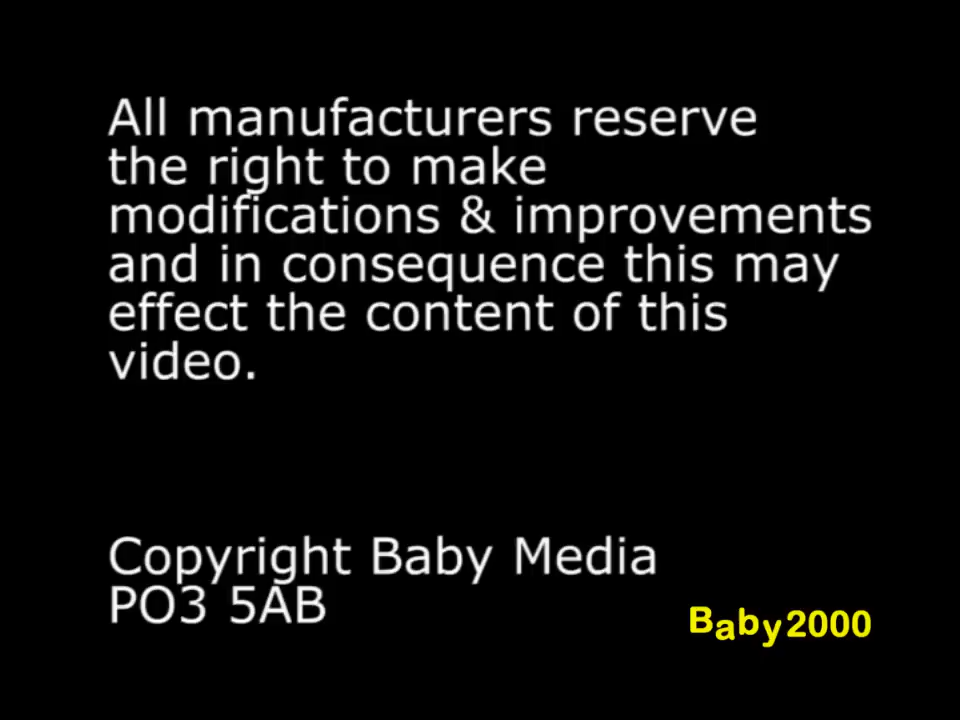 All manufacturers reserve
the right to make
modifications & improvements
and in consequence this may
effect the content of this
video.
Copyright Baby Media
PO3 5AB
Baby2000